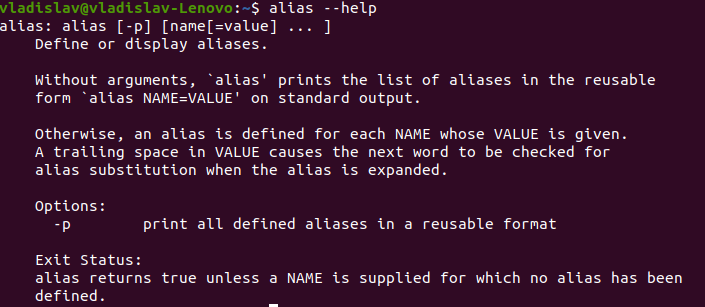 vladislav@vladislav-Lenovo:~$ alias --help
alias: alias [-p] [name[=value] ... ]
    Define or display aliases.

    Without arguments, `alias' prints the list of aliases in the reusable
    form `alias NAME=VALUE' on standard output.

    Otherwise, an alias is defined for each NAME whose VALUE is given.
    A trailing space in VALUE causes the next word to be checked for
    alias substitution when the alias is expanded.

    Options:
      -p        print all defined aliases in a reusable format

    Exit Status:
    alias returns true unless a NAME is supplied for which no alias has been
    defined.